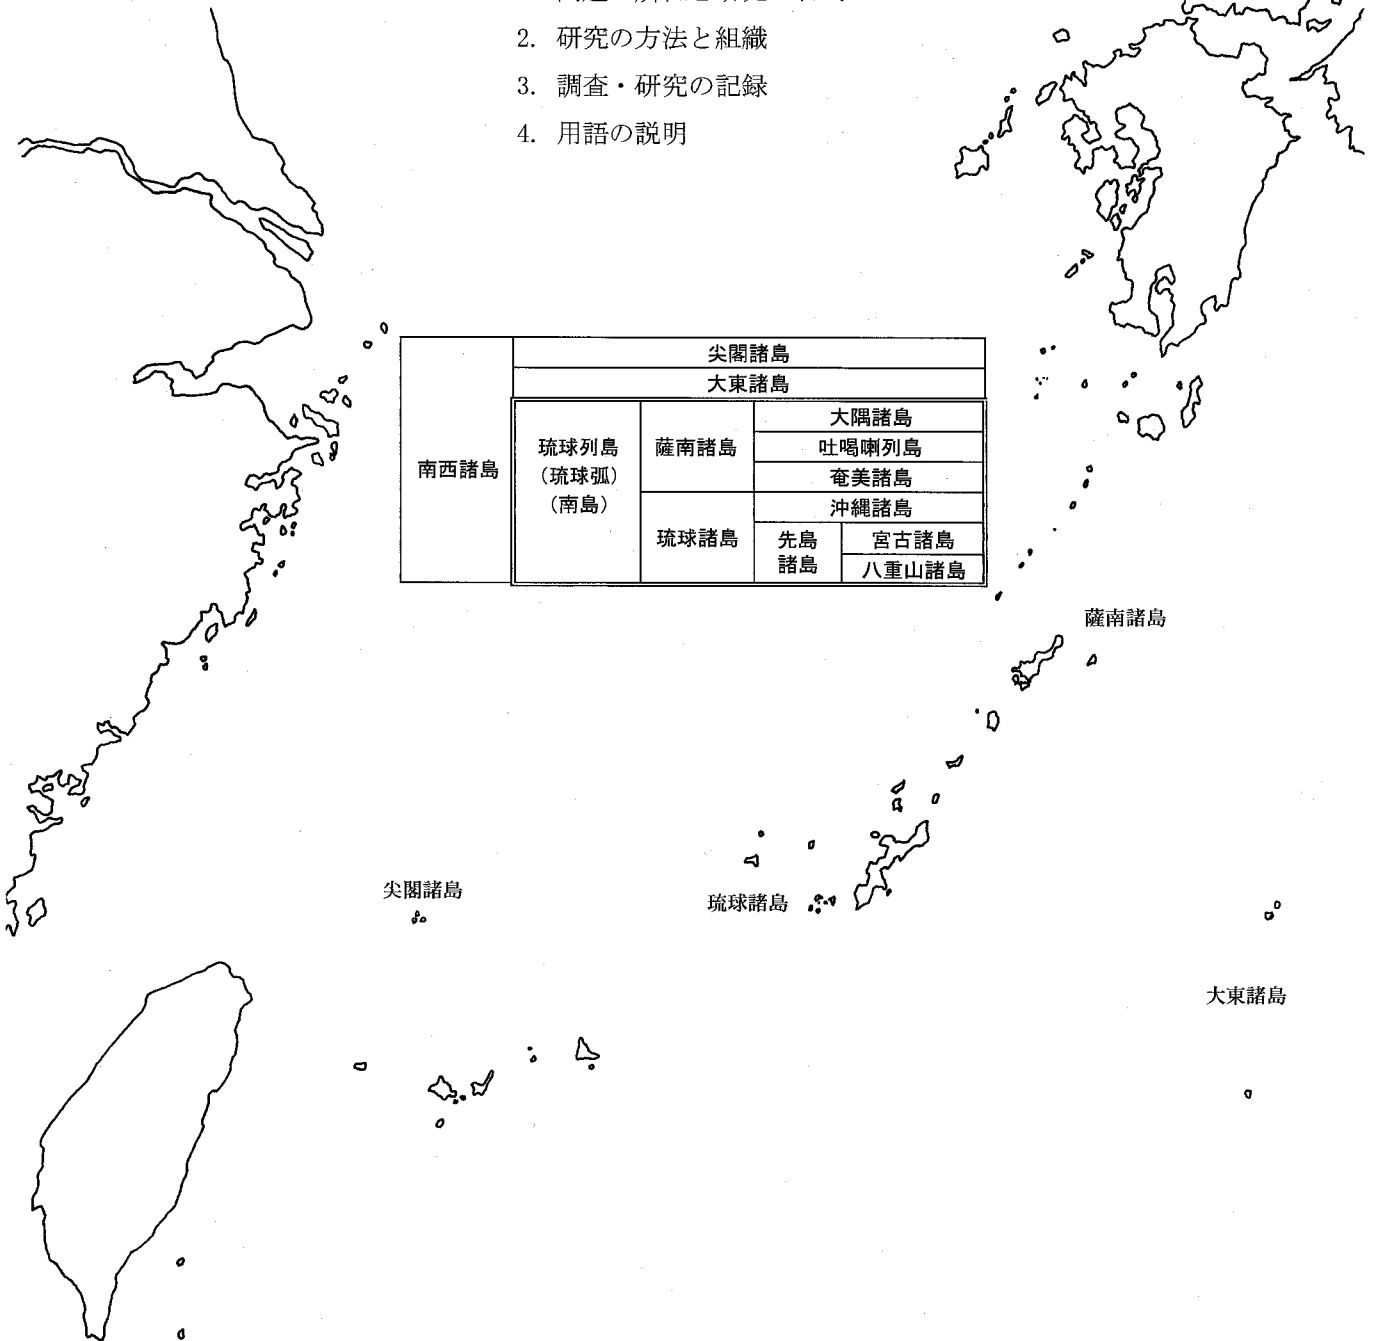 2. 研究の方法と組織
3. 調査・研究の記録
4. 用語の説明
尖閣諸島
大東諸島
南西諸島
琉球列島
(琉球弧)
(南島)
薩南諸島
大隅諸島
吐噶喇列島
奄美諸島
琉球諸島
沖縄諸島
先島
諸島
宮古諸島
八重山諸島
薩南諸島
尖閣諸島
琉球諸島
大東諸島